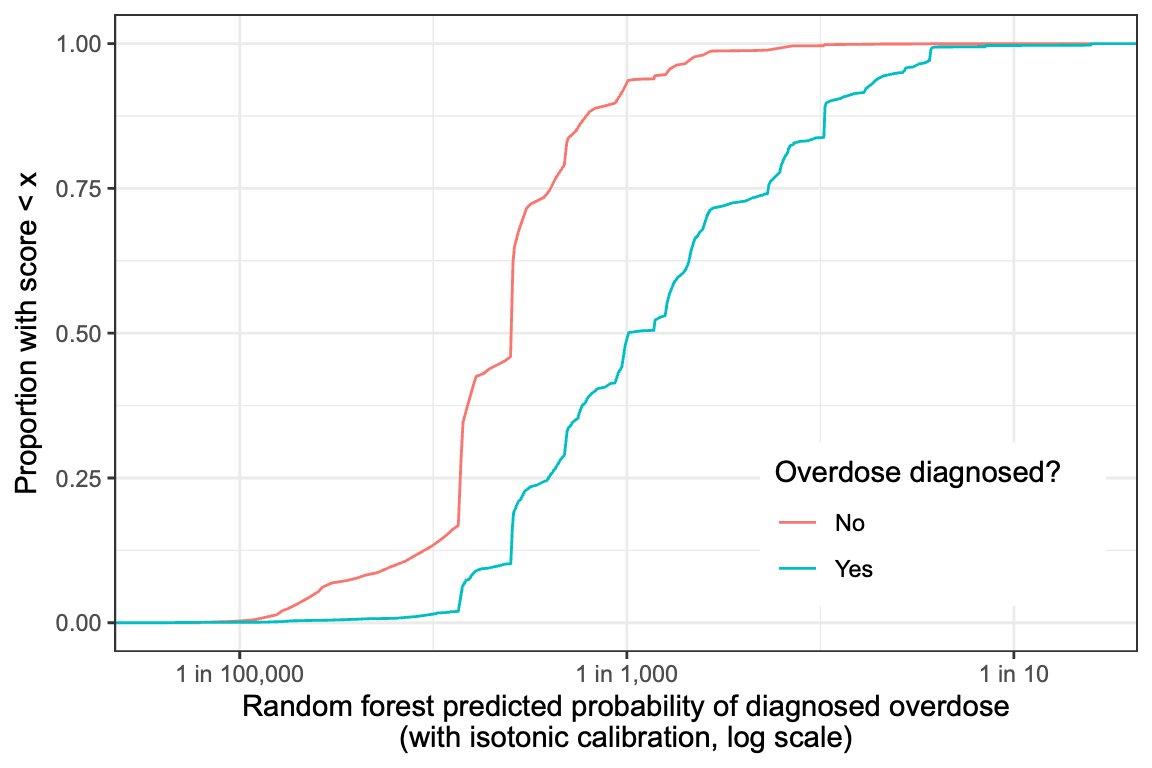 Proportion with score < x
1.00
0.75
0.50
0.25
0.00
Overdose diagnosed?
No
Yes
1 in 100,000
1 in 1,000
1 in 10
Random forest predicted probability of diagnosed overdose
(with isotonic calibration, log scale)